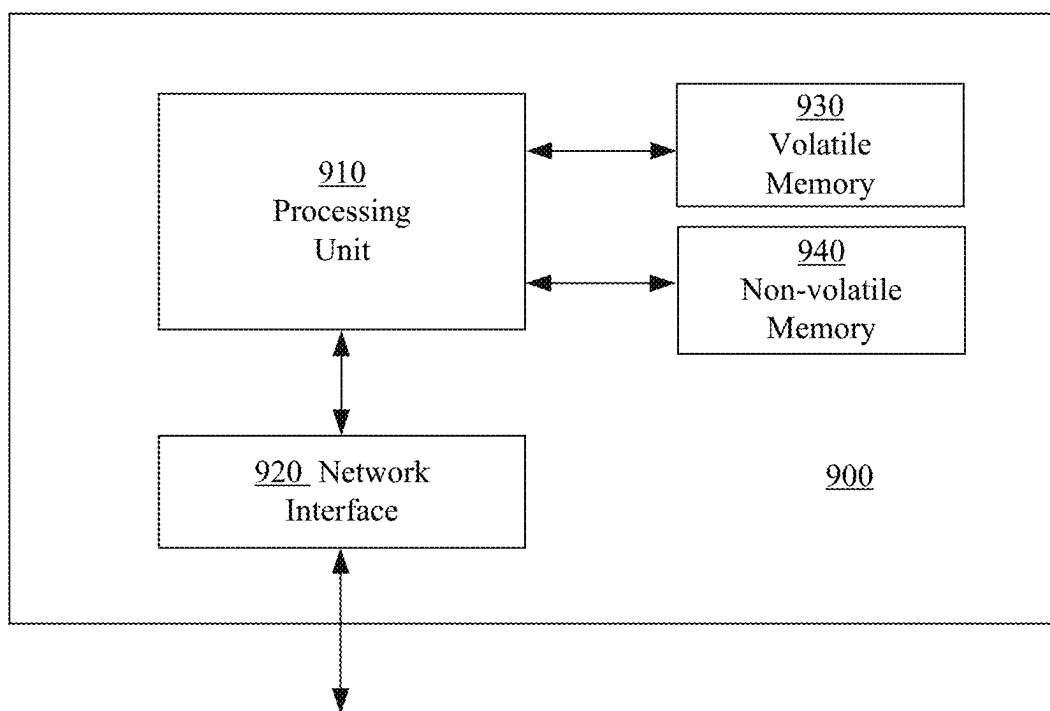 910
Processing
Unit
930
Volatile
Memory
940
Non-volatile
Memory
920 Network
Interface
900